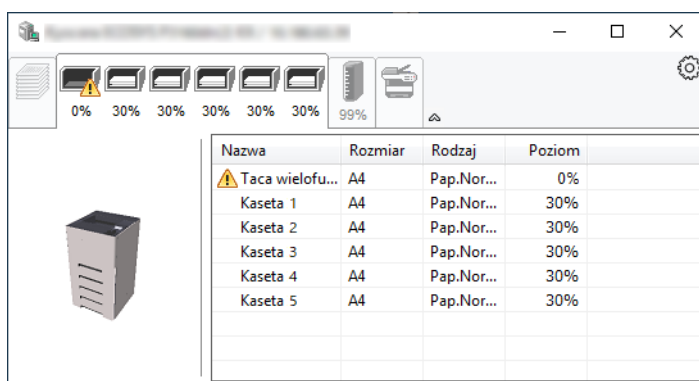 0% 30% 30% 30% 30% 30% 99%
Nazwa Rozmiar Rodzaj Poziom
Taca wielofu... A4 Pap.Nor... 0%
Kaseta 1 A4 Pap.Nor... 30%
Kaseta 2 A4 Pap.Nor... 30%
Kaseta 3 A4 Pap.Nor... 30%
Kaseta 4 A4 Pap.Nor... 30%
Kaseta 5 A4 Pap.Nor... 30%